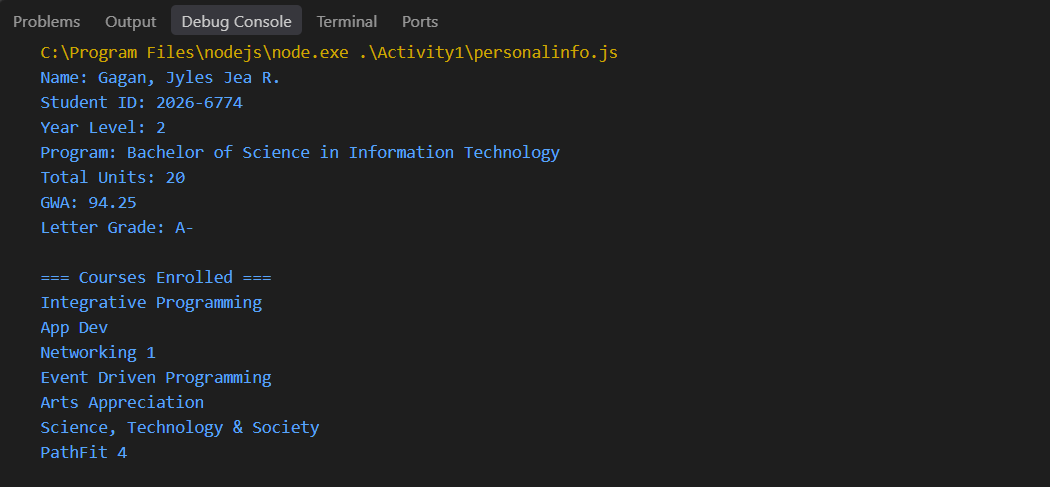 Problems Output Debug Console Terminal Ports
C:\Program Files\nodejs\node.exe .\Activity1\personalinfo.js
Name: Gagan, Jyles Jea R.
Student ID: 2026-6774
Year Level: 2
Program: Bachelor of Science in Information Technology
Total Units: 20
GWA: 94.25
Letter Grade: A-
=== Courses Enrolled ===
Integrative Programming
App Dev
Networking 1
Event Driven Programming
Arts Appreciation
Science, Technology & Society
PathFit 4